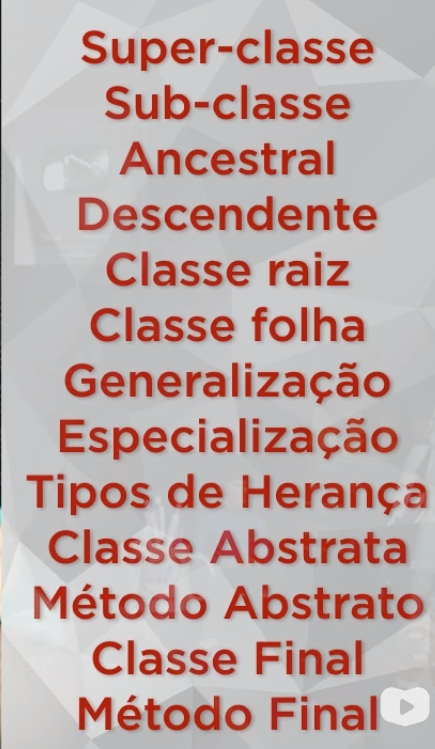 Super-classe
Sub-classe
Ancestral
Descendente
Classe raiz
Classe folha
Generalização
Especialização
Tipos de Herança
Classe Abstrata
Método Abstrato
Classe Final
Método Final